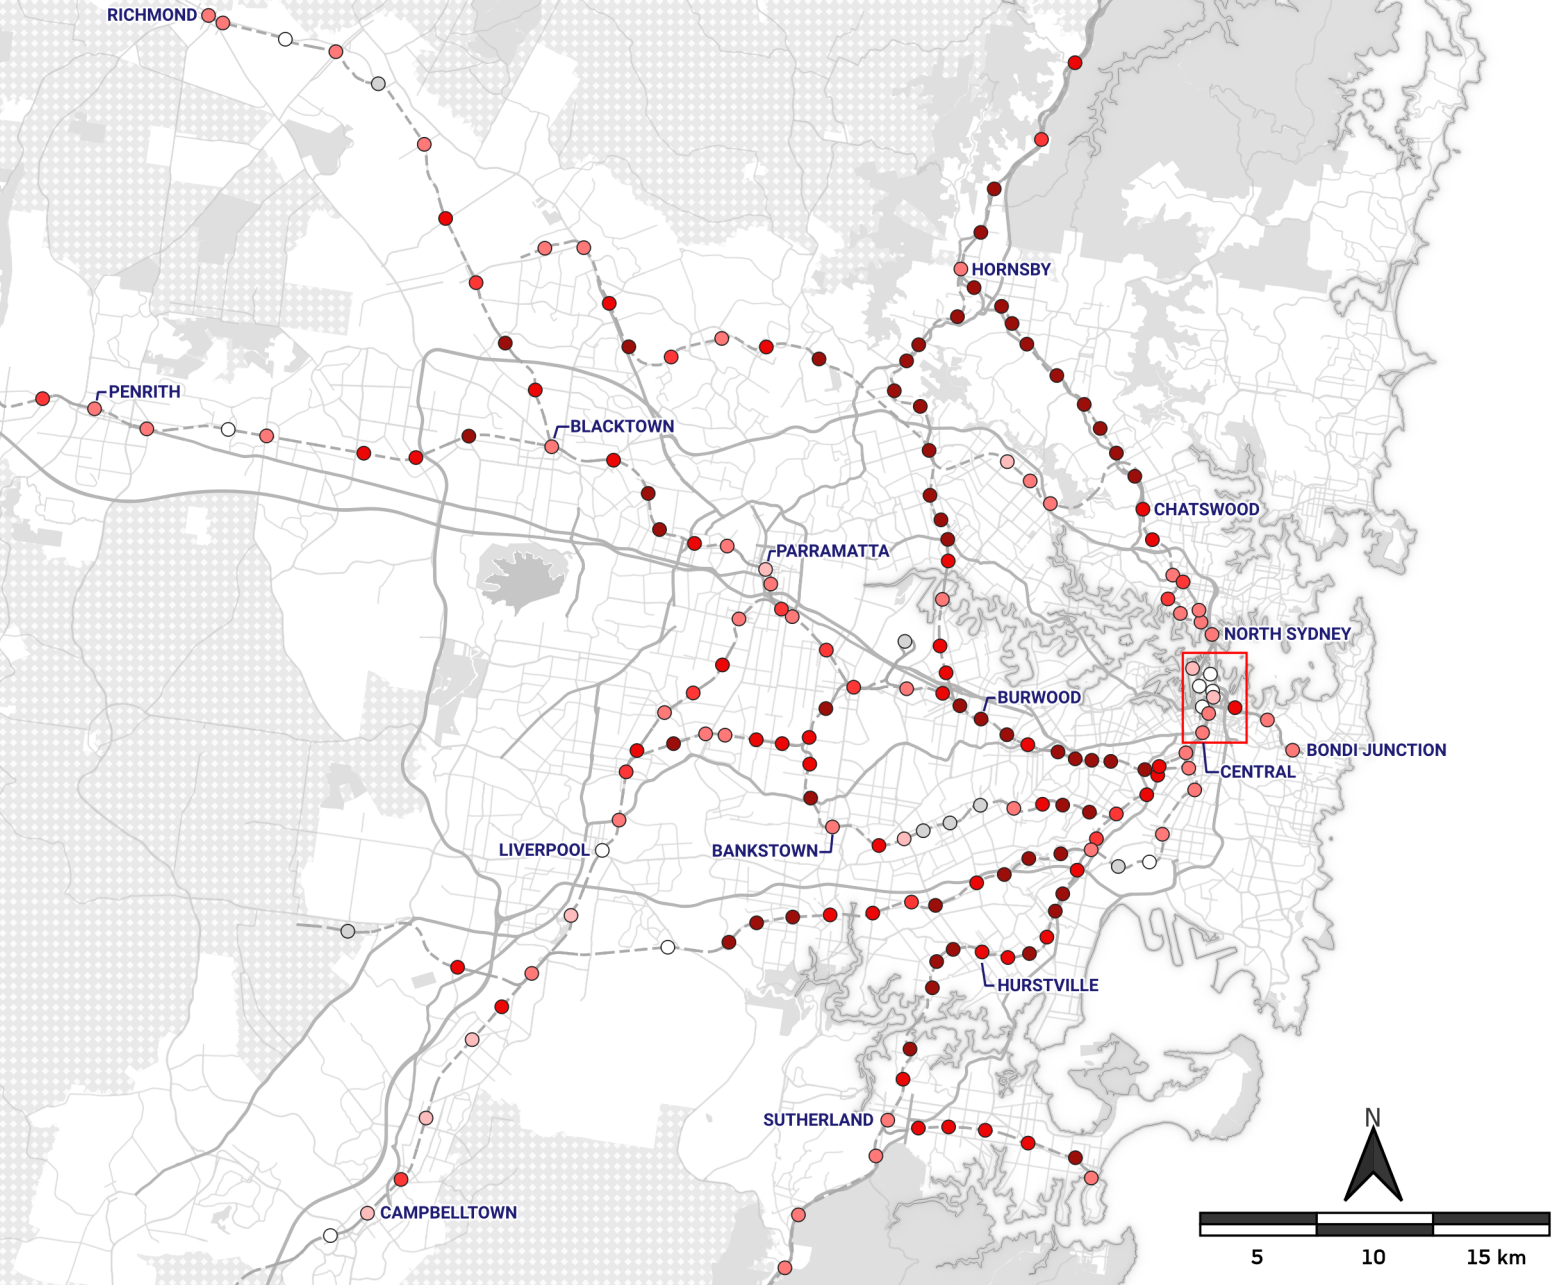 RICHMOND
HORNSBY
PENRITH
BLACKTOWN
CHATSWOOD
PARRAMATTA
NORTH SYDNEY
BURWOOD
BONDI JUNCTION
CENTRAL
LIVERPOOL
BANKSTOWN
HURSTVILLE
SUTHERLAND
N
CAMPBELLTOWN
5 10 15 km